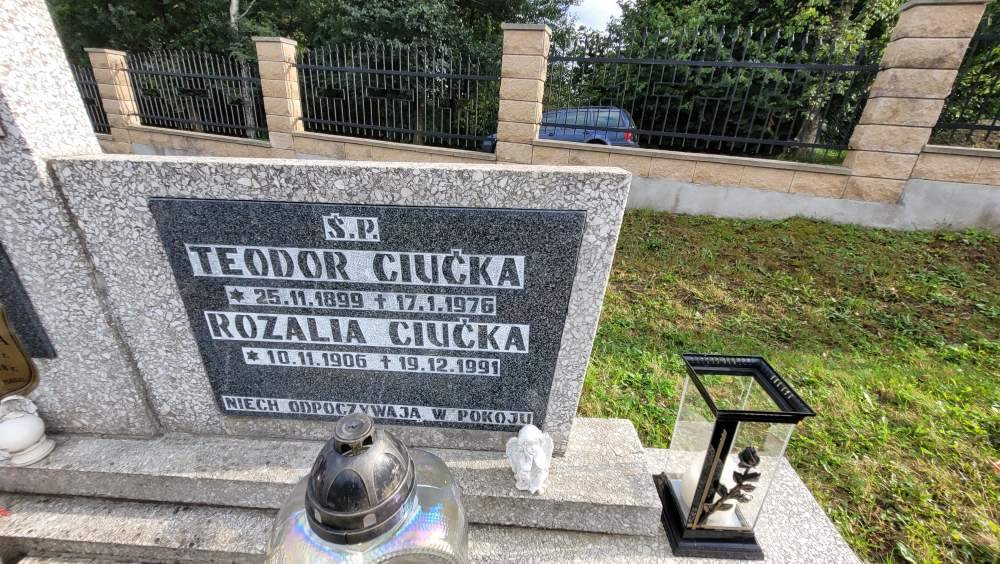 Ś.P.
TEODOR CIUČKA
* 25.11.1899 + 17.1.1976
ROZALIA CIUČKA
* 10.11.1906 + 19.12.1991
NIECH ODPOCZYWAJĄ W POKOJU